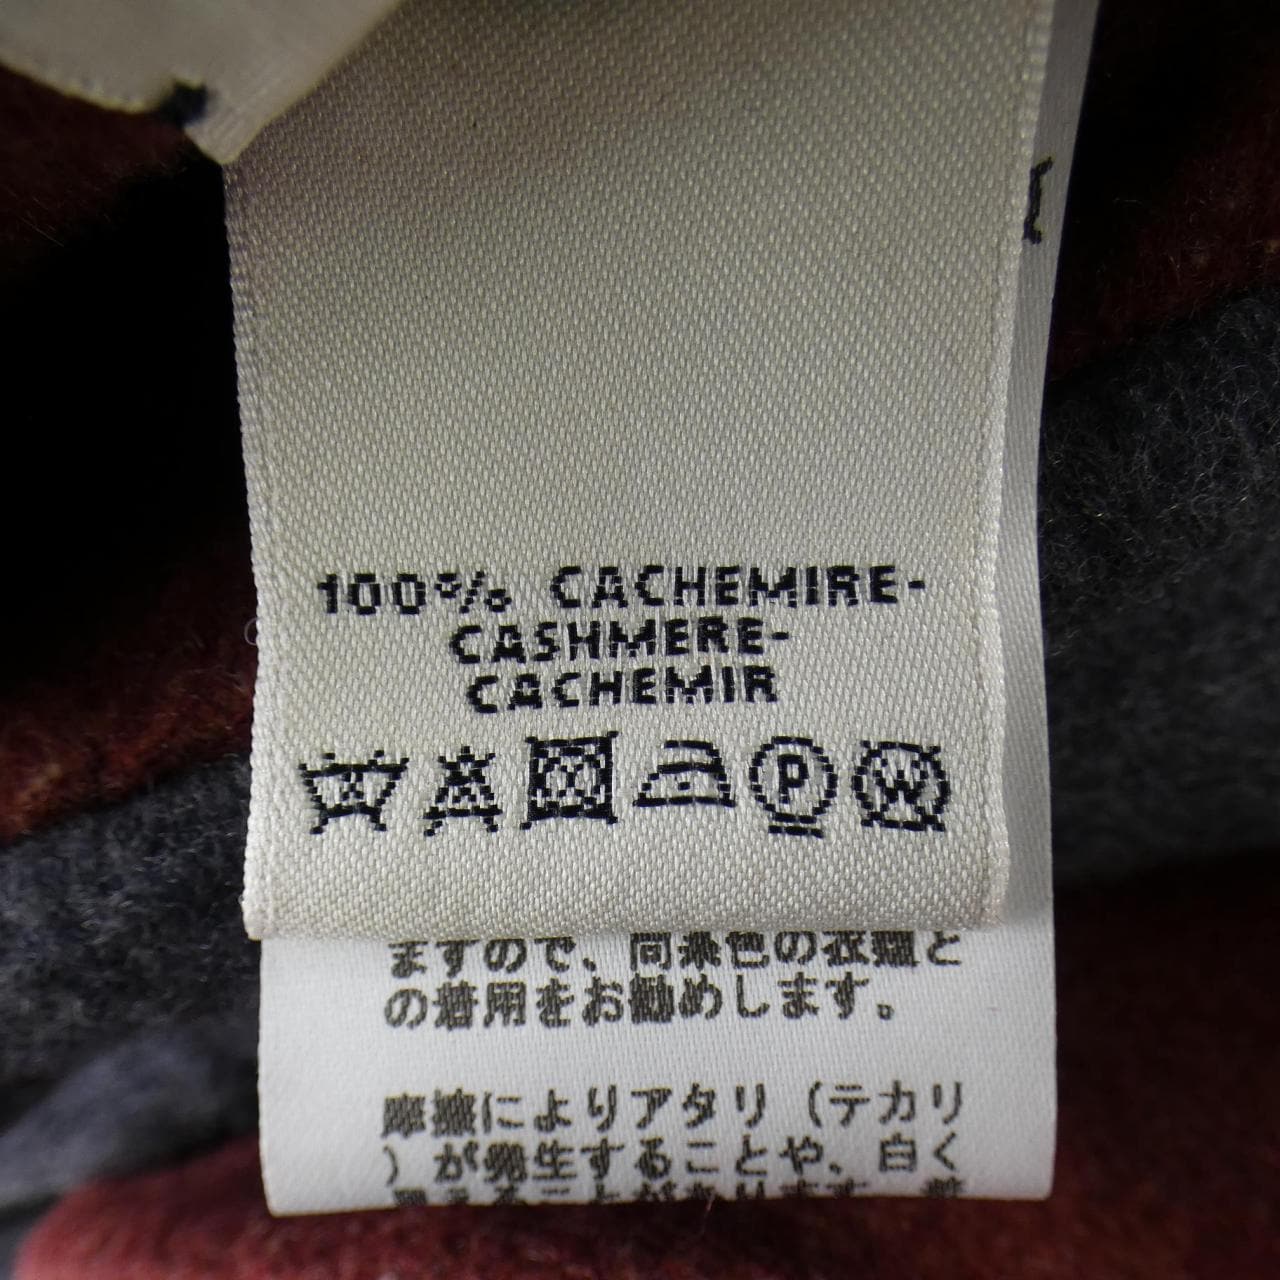 100% CACHEMIRE-
CASHMERE-
CACHEMIR
P W
ますので、同系色の衣類と
の着用をお勧めします。
摩擦によりアタリ（テカリ
）が発生することや、白く